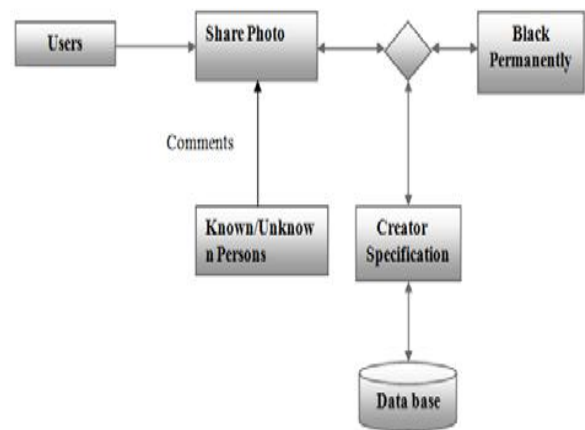 Users
Share Photo
Black
Permanently
Comments
Known/Unknow
n Persons
Creator
Specification
Data base